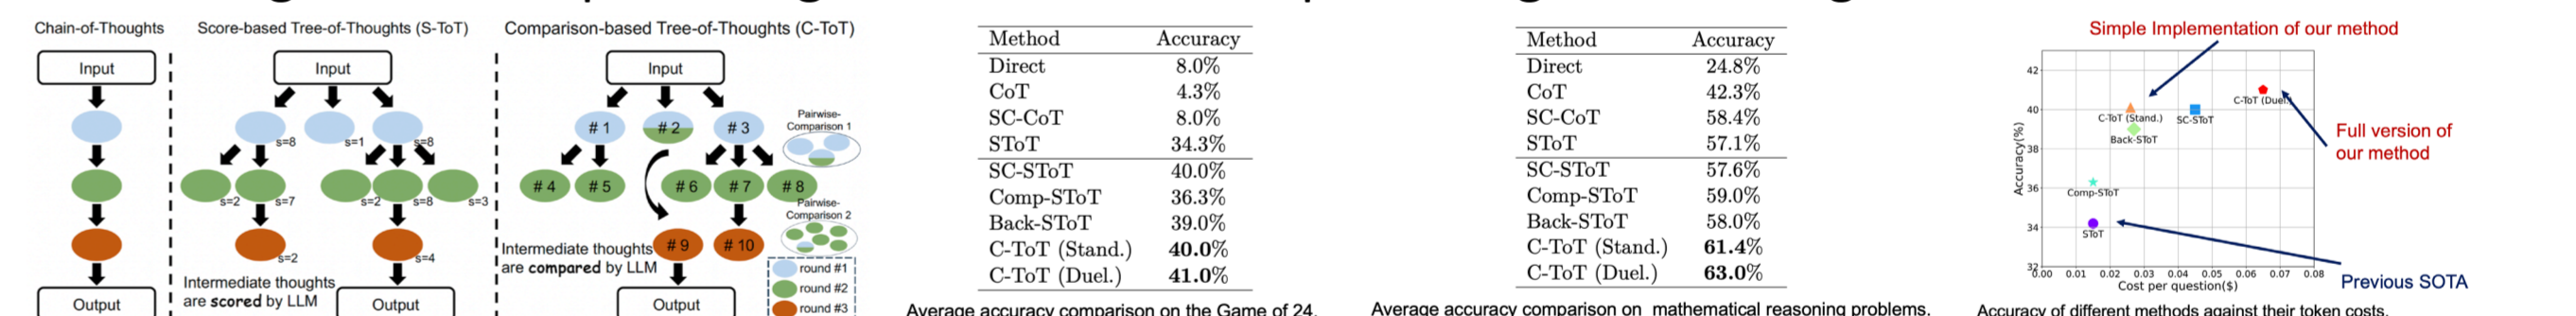 Chain-of-Thoughts
Input
Output
Score-based Tree-of-Thoughts (S-ToT)
Input
s=8
s=1
s=8
s=2
s=7
s=2
s=8
s=3
s=2
s=4
Intermediate thoughts
are scored by LLM
Output
Comparison-based Tree-of-Thoughts (C-ToT)
Input
# 1
# 2
# 3
Pairwise-
Comparison 1
# 4
# 5
# 6
# 7
# 8
Pairwise-
Comparison 2
Intermediate thoughts
are compared by LLM
# 9
# 10
round #1
round #2
round #3
Output
Method Accuracy
Direct 8.0%
CoT 4.3%
SC-CoT 8.0%
SToT 34.3%
SC-SToT 40.0%
Comp-SToT 36.3%
Back-SToT 39.0%
C-ToT (Stand.) 40.0%
C-ToT (Duel.) 41.0%
Average accuracy comparison on the Game of 24.
Method Accuracy
Direct 24.8%
CoT 42.3%
SC-CoT 58.4%
SToT 57.1%
SC-SToT 57.6%
Comp-SToT 59.0%
Back-SToT 58.0%
C-ToT (Stand.) 61.4%
C-ToT (Duel.) 63.0%
Average accuracy comparison on mathematical reasoning problems.
Simple Implementation of our method
Accuracy(%)
42
40
38
36
34
32
C-ToT (Duel.)
C-ToT (Stand.)
SC-SToT
Back-SToT
Comp-SToT
SToT
0.00 0.01 0.02 0.03 0.04 0.05 0.06 0.07 0.08
Cost per question($)
Full version of
our method
Previous SOTA
Accuracy of different methods against their token costs.